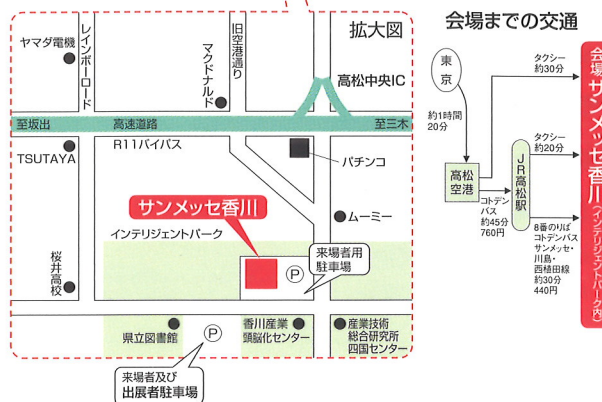 拡大図
ヤマダ電機
レインボーロード
マクドナルド
旧空港通り
高松中央IC
至坂出
高速道路
至三木
R11バイパス
TSUTAYA
パチンコ
サンメッセ香川
ムーミー
インテリジェントパーク
来場者用
駐車場
P
桜井高校
県立図書館
P
香川産業
頭脳化センター
産業技術
総合研究所
四国センター
来場者及び
出展者駐車場
会場までの交通
東京
約1時間
20分
高松
空港
タクシー
約30分
コトデン
バス
約45分
760円
JR高松駅
タクシー
約20分
8番のりば
コトデンバス
サンメッセ・
川島・
西植田線
約30分
440円
会場 サンメッセ香川(インテリジェントパーク内)